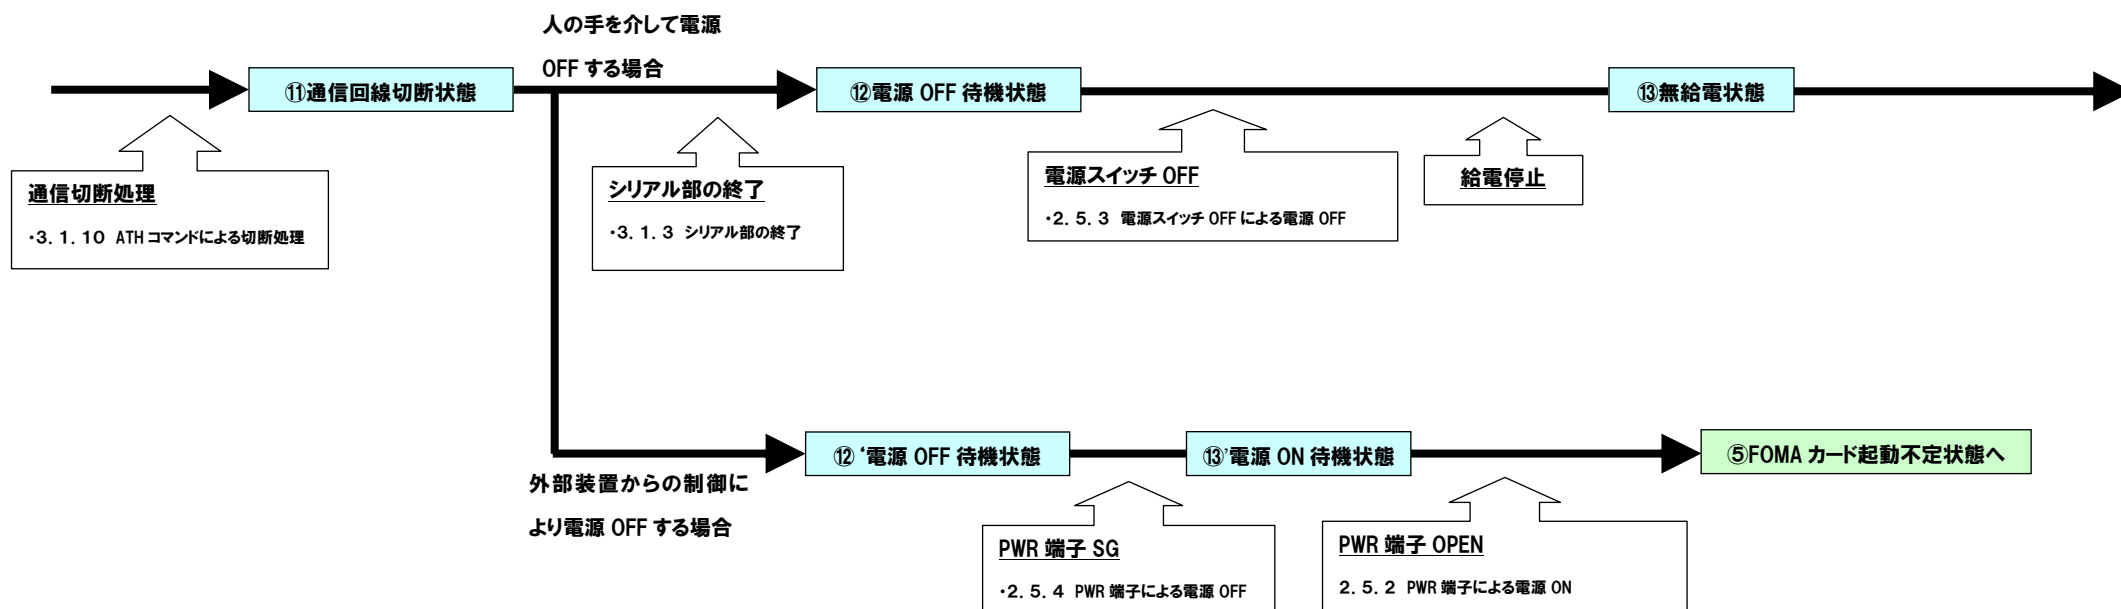 人の手を介して電源
OFF する場合
⑪通信回線切断状態
⑫電源 OFF 待機状態
⑬無給電状態
通信切断処理
・3. 1. 10 ATH コマンドによる切断処理
シリアル部の終了
・3. 1. 3 シリアル部の終了
電源スイッチ OFF
・2. 5. 3 電源スイッチ OFF による電源 OFF
給電停止
⑫‘電源 OFF 待機状態
⑬’電源 ON 待機状態
⑤FOMA カード起動不定状態へ
外部装置からの制御に
より電源 OFF する場合
PWR 端子 SG
・2. 5. 4 PWR 端子による電源 OFF
PWR 端子 OPEN
2. 5. 2 PWR 端子による電源 ON